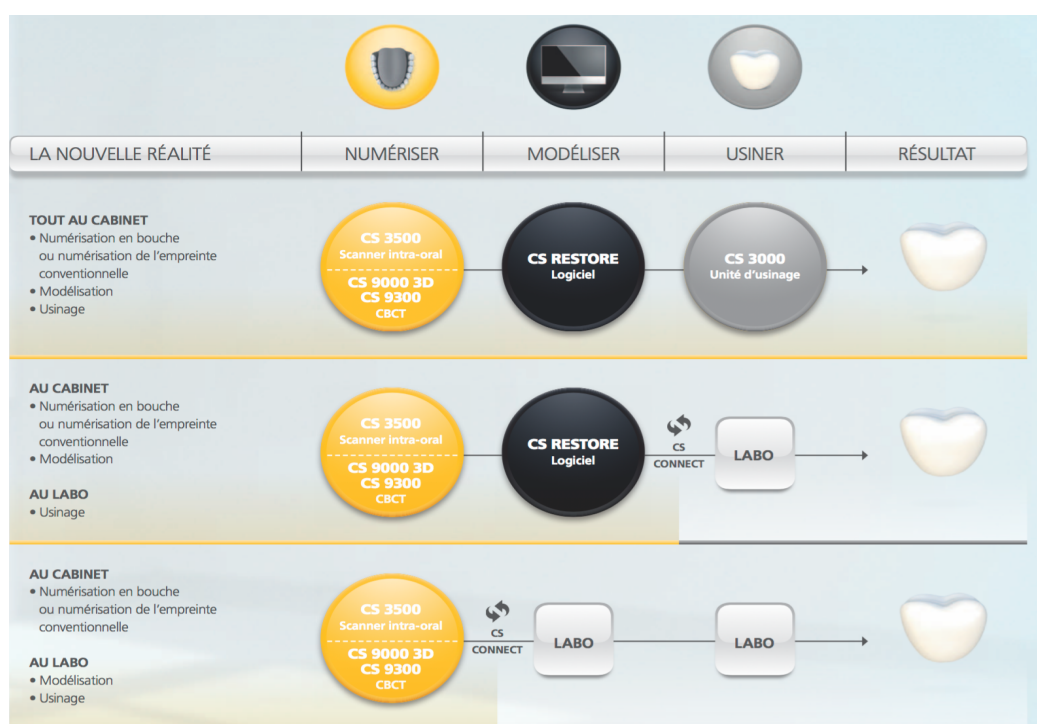 LA NOUVELLE RÉALITÉ
NUMÉRISER
MODÉLISER
USINER
RÉSULTAT
TOUT AU CABINET
• Numérisation en bouche
ou numérisation de l'empreinte
conventionnelle
• Modélisation
• Usinage
CS 3500
Scanner intra-oral
CS 9000 3D
CS 9300
CBCT
CS RESTORE
Logiciel
CS 3000
Unité d'usinage
AU CABINET
• Numérisation en bouche
ou numérisation de l'empreinte
conventionnelle
• Modélisation
AU LABO
• Usinage
CS 3500
Scanner intra-oral
CS 9000 3D
CS 9300
CBCT
CS RESTORE
Logiciel
CS
CONNECT
LABO
AU CABINET
• Numérisation en bouche
ou numérisation de l'empreinte
conventionnelle
AU LABO
• Modélisation
• Usinage
CS 3500
Scanner intra-oral
CS 9000 3D
CS 9300
CBCT
CS
CONNECT
LABO
LABO